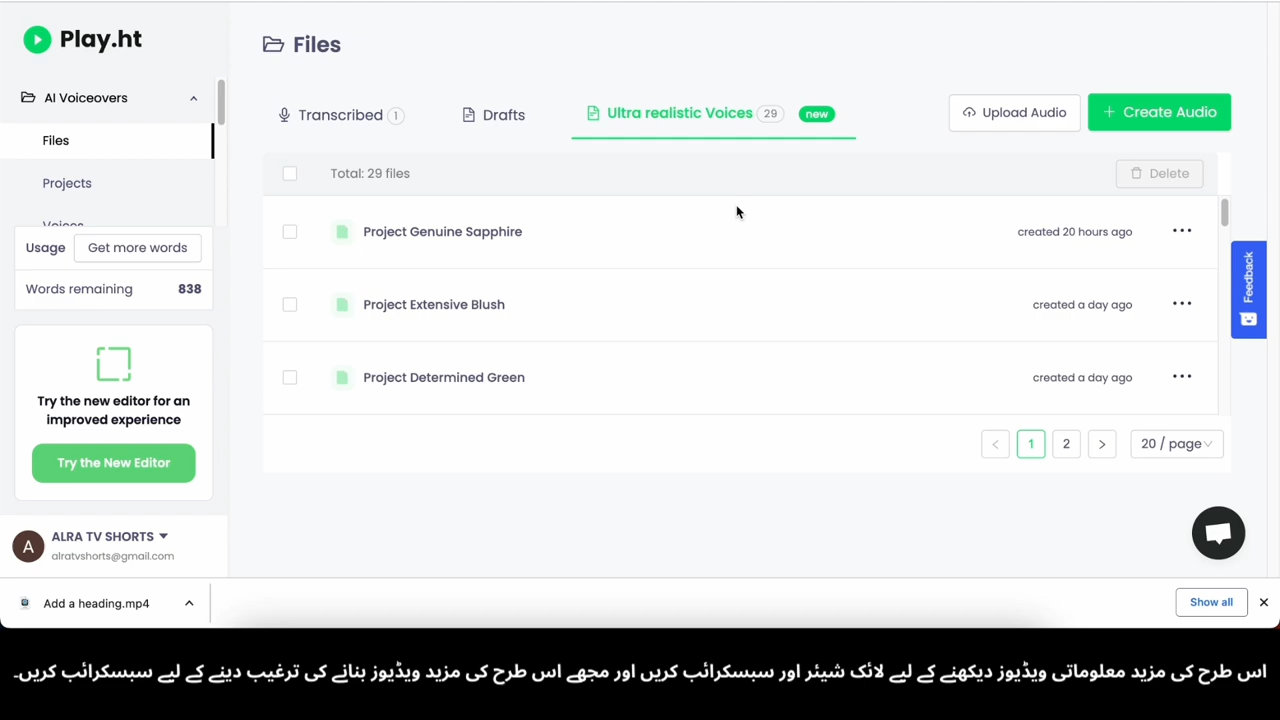 Play.ht
AI Voiceovers
Files
Projects
Voices
Usage
Get more words
Words remaining 838
Try the new editor for an
improved experience
Try the New Editor
A
ALRA TV SHORTS
alratvshorts@gmail.com
Files
Transcribed 1
Drafts
Ultra realistic Voices 29 new
Upload Audio
+ Create Audio
Total: 29 files
Delete
Project Genuine Sapphire
created 20 hours ago
Project Extensive Blush
created a day ago
Project Determined Green
created a day ago
< 1 2 >
20 / page
Feedback
Add a heading.mp4
Show all
اس طرح کی مزید معلوماتی ویڈیوز دیکھنے کے لیے لائک شیئر اور سبسکرائب کریں اور مجھے اس طرح کی مزید ویڈیوز بنانے کی ترغیب دینے کے لیے سبسکرائب کریں۔